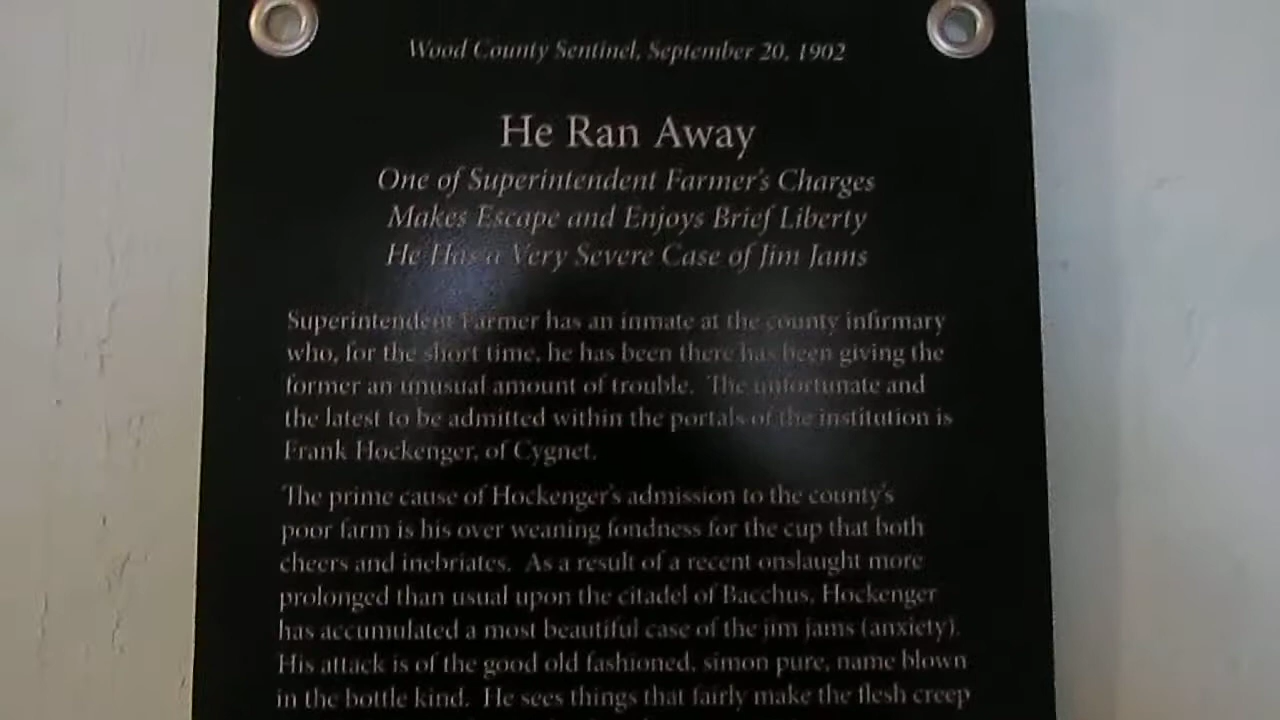 Wood County Sentinel, September 20, 1902
He Ran Away
One of Superintendent Farmer's Charges
Makes Escape and Enjoys Brief Liberty
He Has a Very Severe Case of Jim Jams
Superintendent Farmer has an inmate at the county infirmary
who, for the short time, he has been there has been giving the
former an unusual amount of trouble. The unfortunate and
the latest to be admitted within the portals of the institution is
Frank Hockenger, of Cygnet.
The prime cause of Hockenger's admission to the county's
poor farm is his over weaning fondness for the cup that both
cheers and inebriates. As a result of a recent onslaught more
prolonged than usual upon the citadel of Bacchus, Hockenger
has accumulated a most beautiful case of the jim jams (anxiety).
His attack is of the good old fashioned, simon pure, name blown
in the bottle kind. He sees things that fairly make the flesh creep